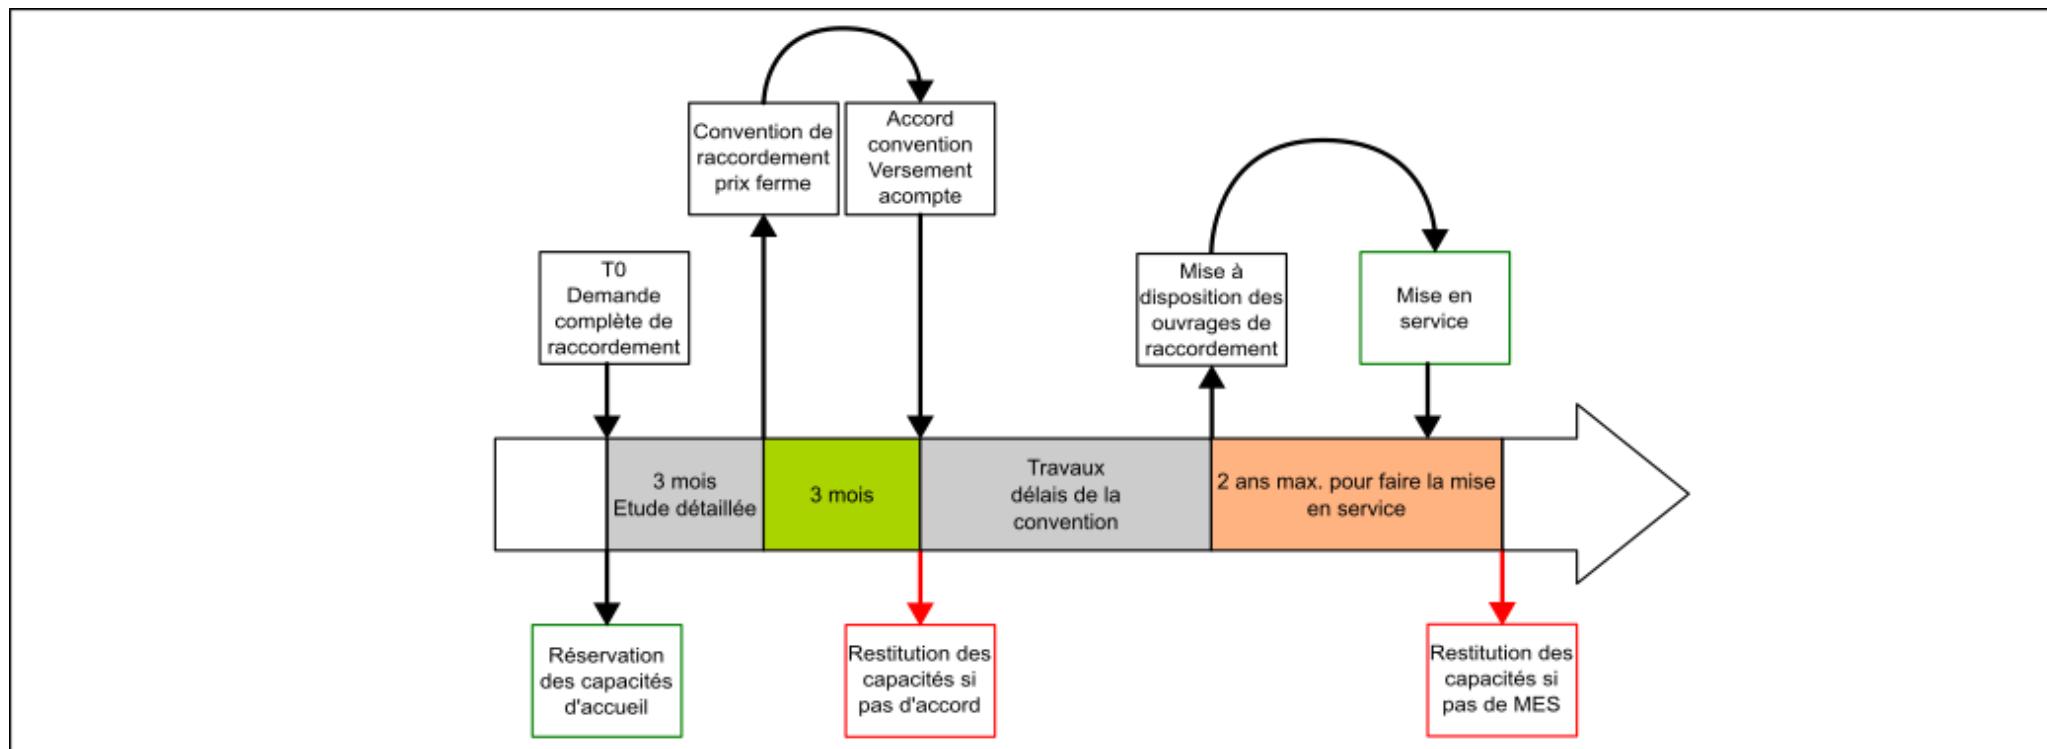 Convention de
raccordement
prix ferme
Accord
convention
Versement
acompte
T0
Demande
complète de
raccordement
Mise à
disposition des
ouvrages de
raccordement
Mise en
service
3 mois
Etude détaillée
3 mois
Travaux
délais de la
convention
2 ans max. pour faire la mise
en service
Réservation
des capacités
d'accueil
Restitution des
capacités si
pas d'accord
Restitution des
capacités si
pas de MES